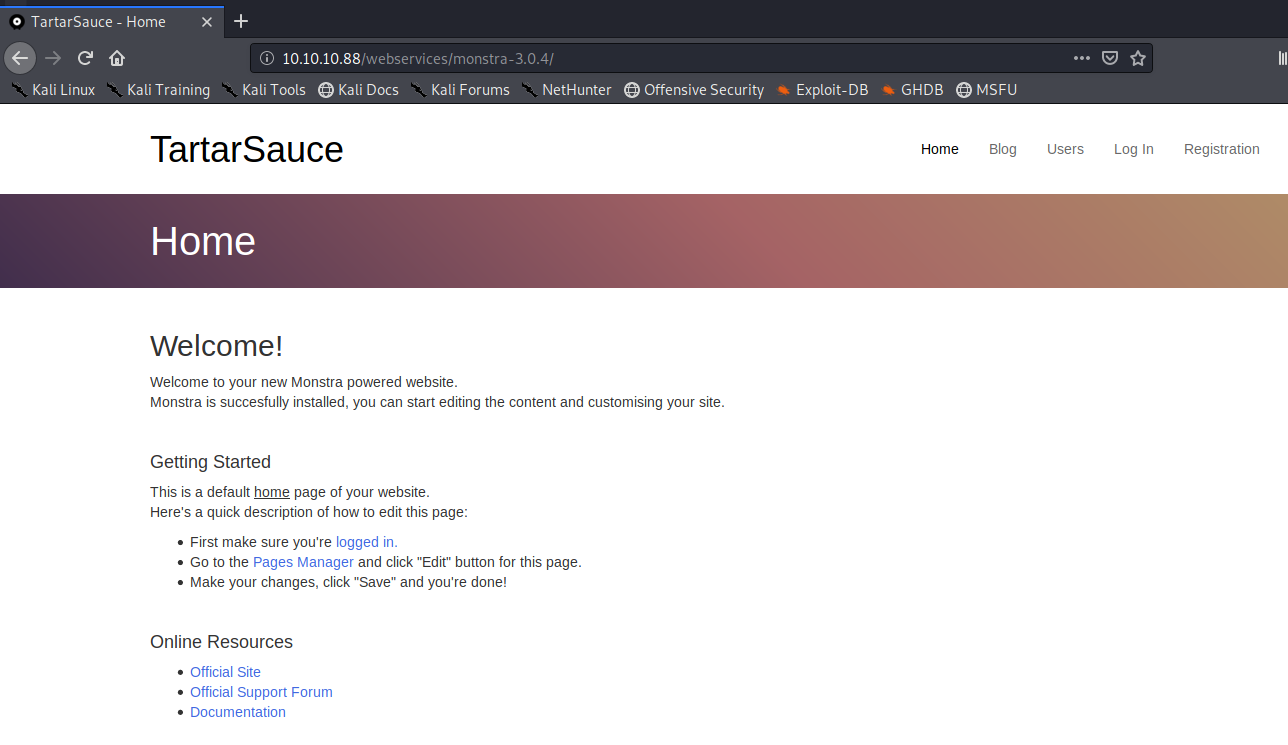 TartarSauce - Home
10.10.10.88/webservices/monstra-3.0.4/
Kali Linux Kali Training Kali Tools Kali Docs Kali Forums NetHunter Offensive Security Exploit-DB GHDB MSFU
TartarSauce Home Blog Users Log In Registration
Home
Welcome!
Welcome to your new Monstra powered website.
Monstra is succesfully installed, you can start editing the content and customising your site.
Getting Started
This is a default home page of your website.
Here's a quick description of how to edit this page:
First make sure you're logged in.
Go to the Pages Manager and click "Edit" button for this page.
Make your changes, click "Save" and you're done!
Online Resources
Official Site
Official Support Forum
Documentation